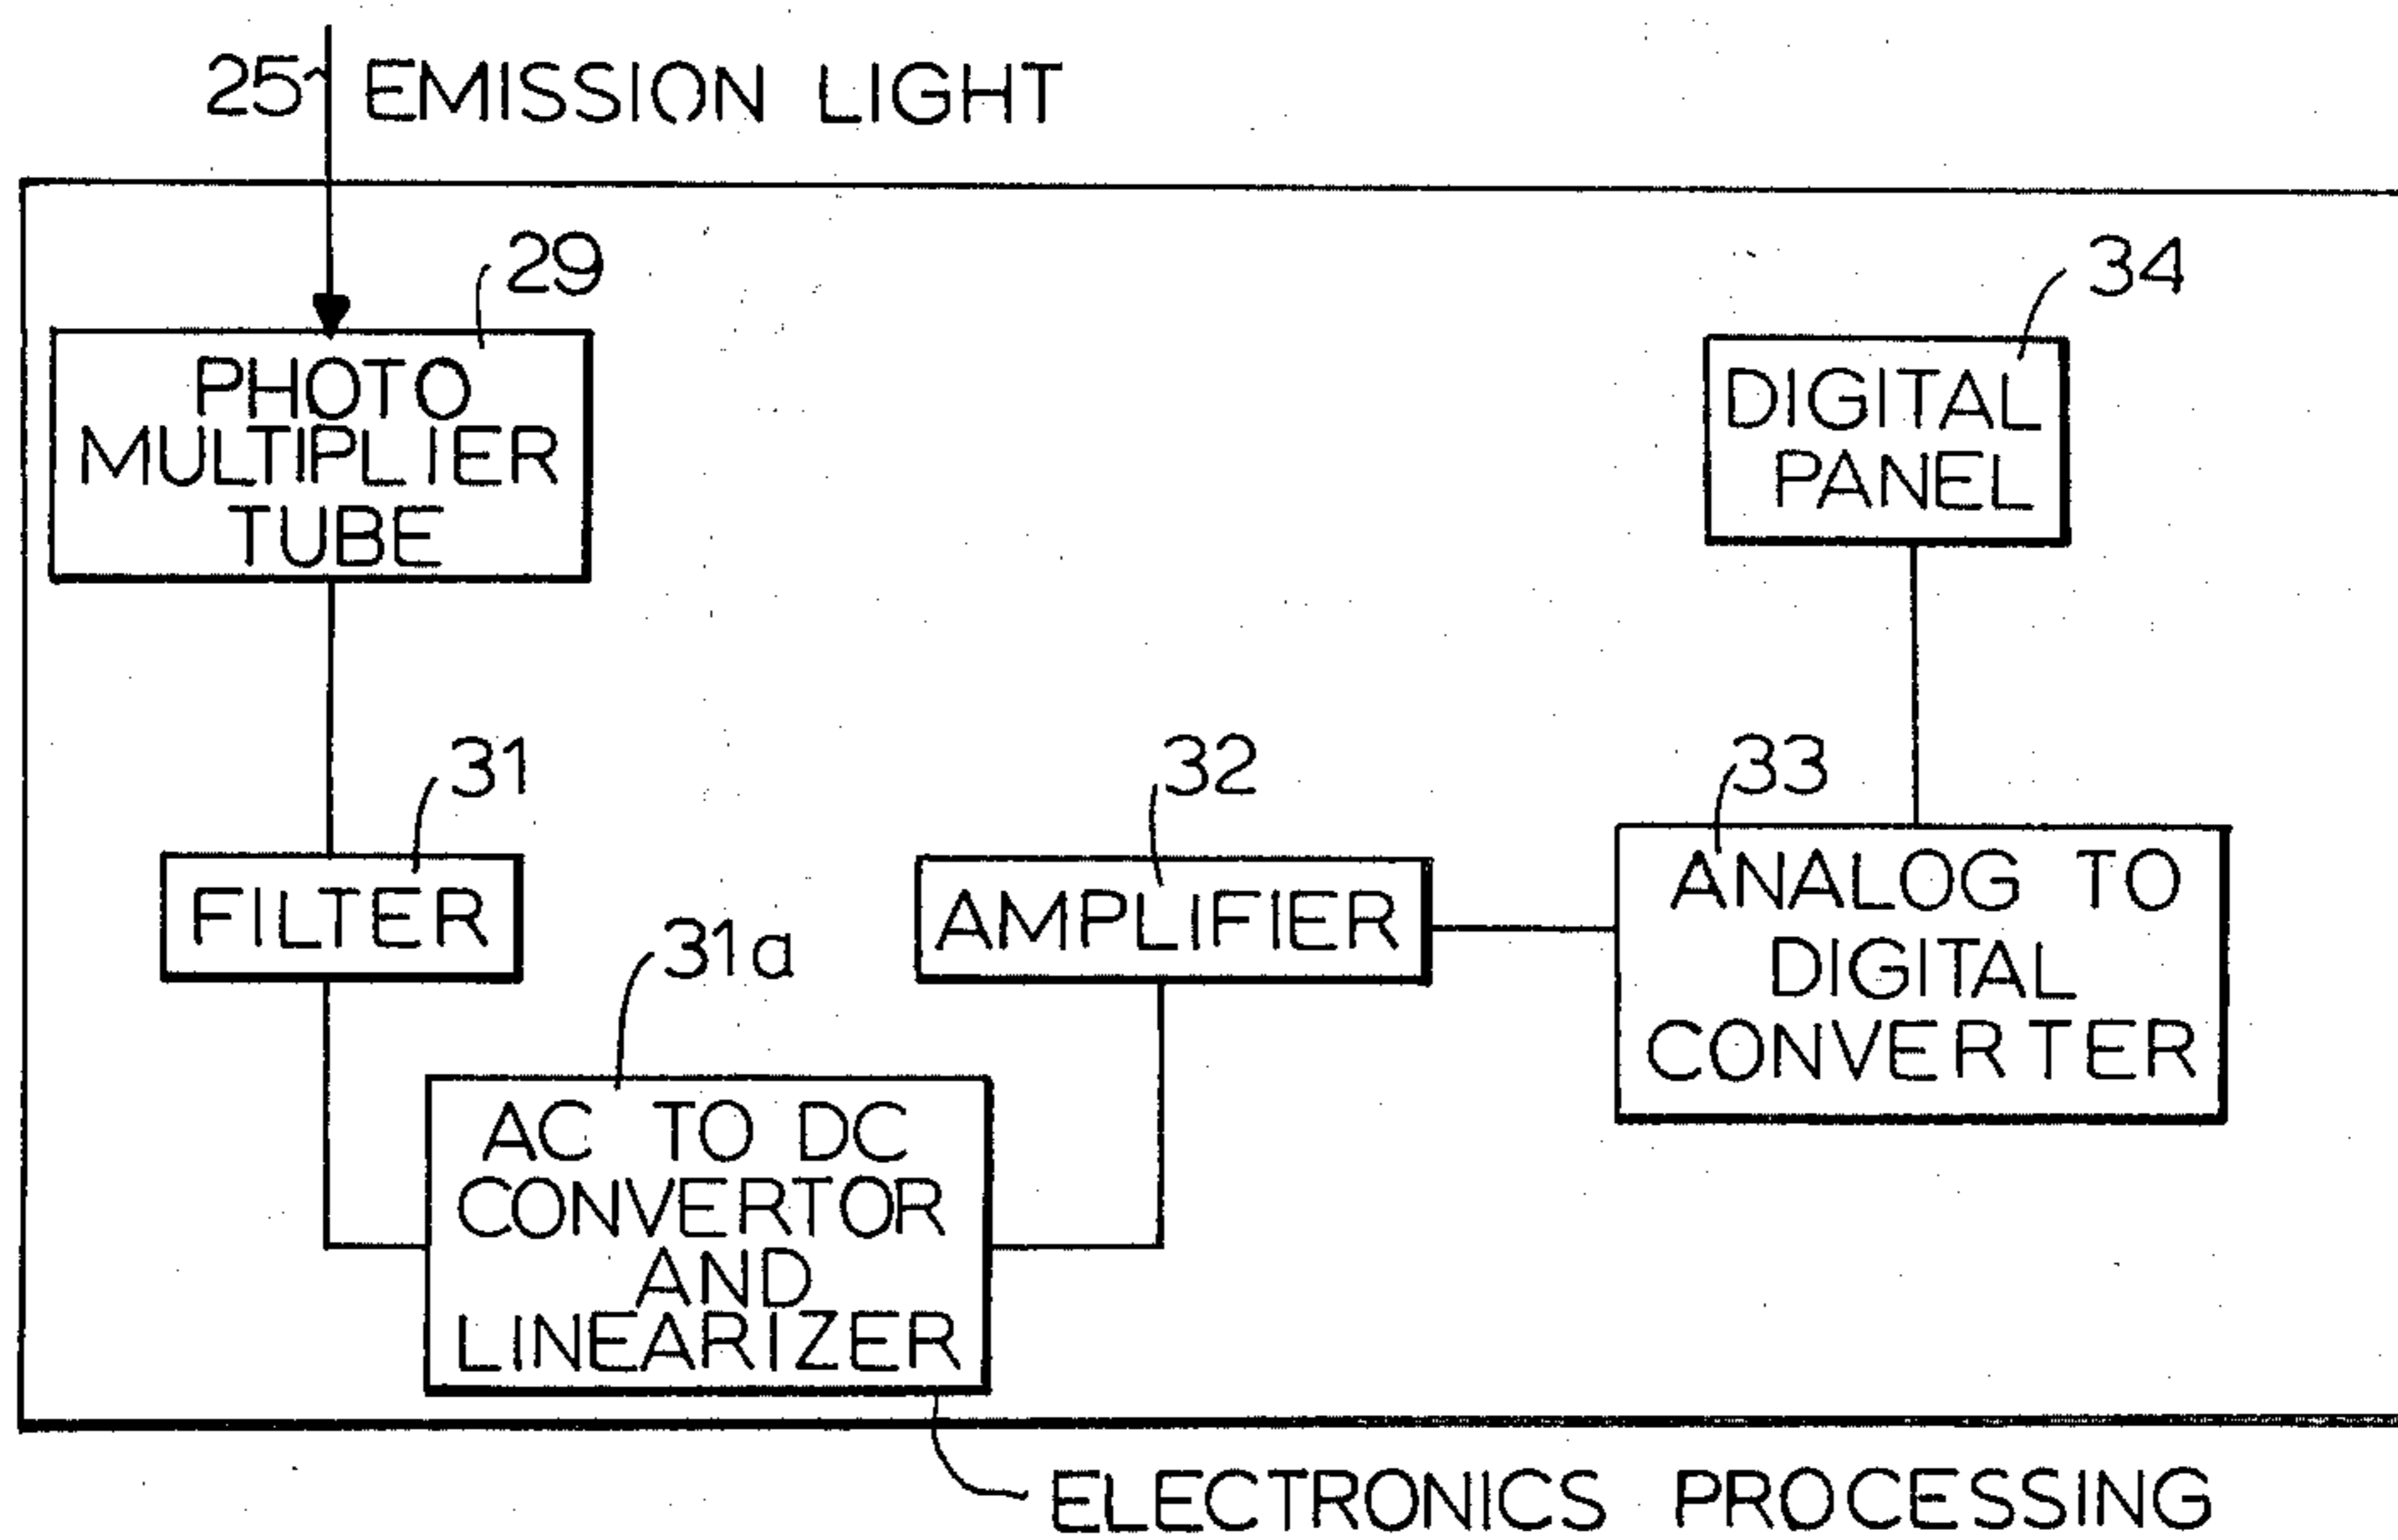 25 EMISSION LIGHT
29
PHOTO
MULTIPLIER
TUBE
34
DIGITAL
PANEL
31
FILTER
31a
AC TO DC
CONVERTOR
AND
LINEARIZER
32
AMPLIFIER
33
ANALOG TO
DIGITAL
CONVERTER
ELECTRONICS PROCESSING